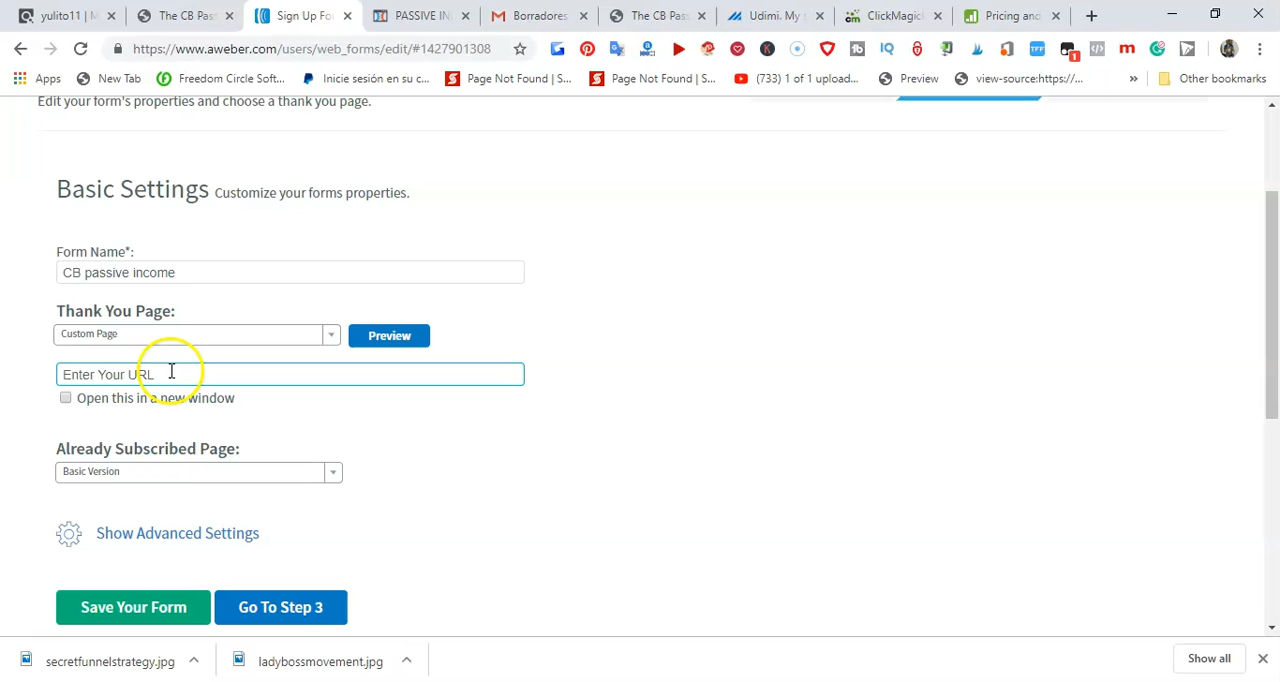 yulito11 | M
The CB Pas
Sign Up Fo
PASSIVE IN
Borradores
The CB Pass
Udimi. My s
ClickMagick
Pricing and
https://www.aweber.com/users/web_forms/edit/#1427901308
Apps
New Tab
Freedom Circle Soft...
Inicie sesión en su c...
Page Not Found | S...
Page Not Found | S...
(733) 1 of 1 upload...
Preview
view-source:https:/...
»
Other bookmarks
Edit your form's properties and choose a thank you page.
Basic Settings Customize your forms properties.
Form Name*:
CB passive income
Thank You Page:
Custom Page
Preview
Enter Your URL
Open this in a new window
Already Subscribed Page:
Basic Version
Show Advanced Settings
Save Your Form
Go To Step 3
secretfunnelstrategy.jpg
ladybossmovement.jpg
Show all